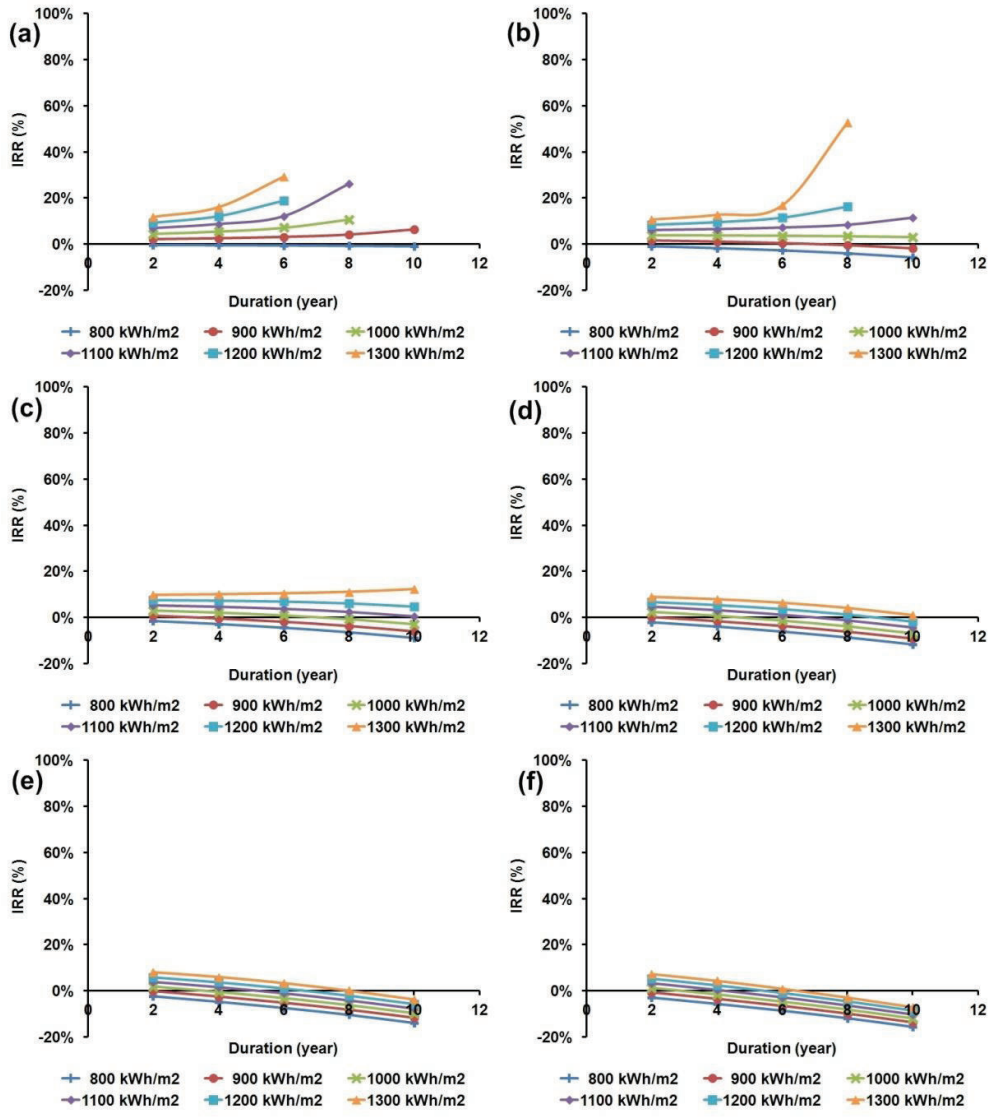 (a)
100%
80%
60%
40%
20%
0%
-20%
IRR (%)
0 2 4 6 8 10 12
Duration (year)
800 kWh/m2 900 kWh/m2 1000 kWh/m2
1100 kWh/m2 1200 kWh/m2 1300 kWh/m2
(b)
100%
80%
60%
40%
20%
0%
-20%
IRR (%)
0 2 4 6 8 10 12
Duration (year)
800 kWh/m2 900 kWh/m2 1000 kWh/m2
1100 kWh/m2 1200 kWh/m2 1300 kWh/m2
(c)
100%
80%
60%
40%
20%
0%
-20%
IRR (%)
0 2 4 6 8 10 12
Duration (year)
800 kWh/m2 900 kWh/m2 1000 kWh/m2
1100 kWh/m2 1200 kWh/m2 1300 kWh/m2
(d)
100%
80%
60%
40%
20%
0%
-20%
IRR (%)
0 2 4 6 8 10 12
Duration (year)
800 kWh/m2 900 kWh/m2 1000 kWh/m2
1100 kWh/m2 1200 kWh/m2 1300 kWh/m2
(e)
100%
80%
60%
40%
20%
0%
-20%
IRR (%)
0 2 4 6 8 10 12
Duration (year)
800 kWh/m2 900 kWh/m2 1000 kWh/m2
1100 kWh/m2 1200 kWh/m2 1300 kWh/m2
(f)
100%
80%
60%
40%
20%
0%
-20%
IRR (%)
0 2 4 6 8 10 12
Duration (year)
800 kWh/m2 900 kWh/m2 1000 kWh/m2
1100 kWh/m2 1200 kWh/m2 1300 kWh/m2